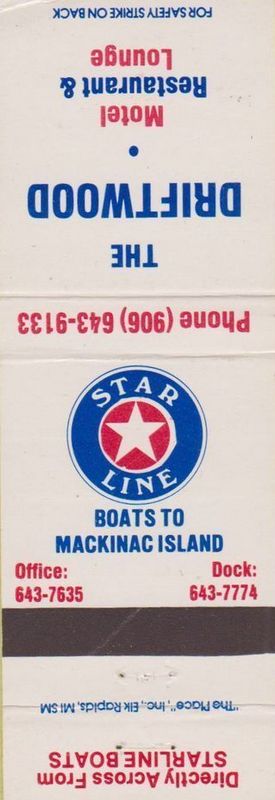 FOR SAFETY STRIKE ON BACK
THE
DRIFTWOOD
•
Motel
Restaurant &
Lounge
Phone (906) 643-9133
STAR
LINE
BOATS TO
MACKINAC ISLAND
Office:
643-7635
Dock:
643-7774
"The Place", Inc., Elk Rapids, MI SM
Directly Across From
STARLINE BOATS